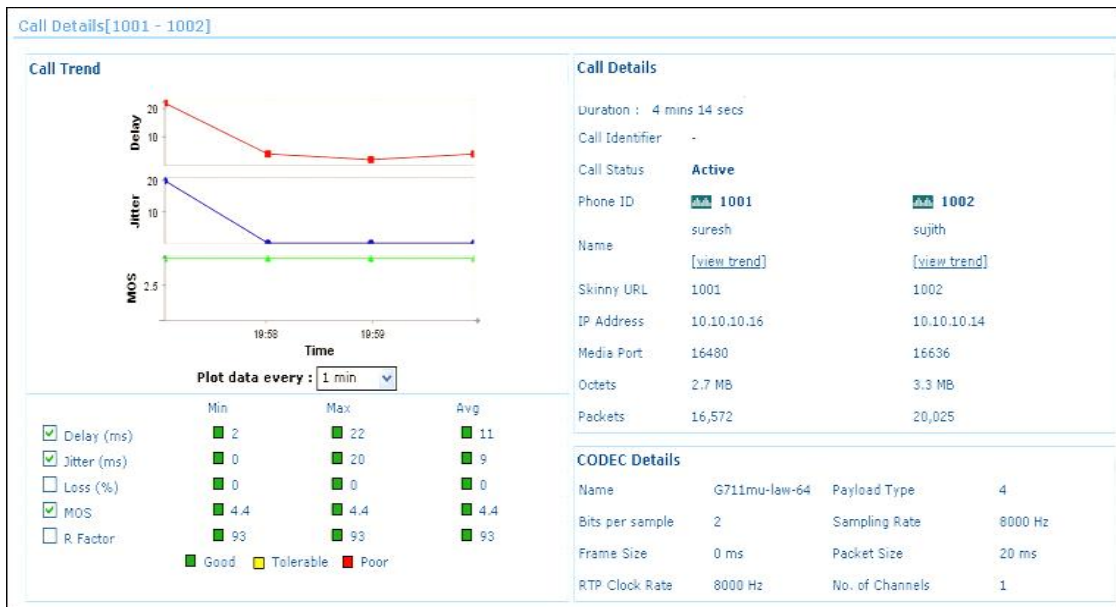 Call Details[1001 - 1002]
Call Trend
20
10
Delay
20
10
Jitter
2.5
MOS
19:58 19:59
Time
Plot data every : 1 min
Min Max Avg
Delay (ms) 2 22 11
Jitter (ms) 0 20 9
Loss (%) 0 0 0
MOS 4.4 4.4 4.4
R Factor 93 93 93
Good Tolerable Poor
Call Details
Duration : 4 mins 14 secs
Call Identifier -
Call Status Active
Phone ID 1001 1002
Name suresh sujith
[view trend] [view trend]
Skinny URL 1001 1002
IP Address 10.10.10.16 10.10.10.14
Media Port 16480 16636
Octets 2.7 MB 3.3 MB
Packets 16,572 20,025
CODEC Details
Name G711mu-law-64 Payload Type 4
Bits per sample 2 Sampling Rate 8000 Hz
Frame Size 0 ms Packet Size 20 ms
RTP Clock Rate 8000 Hz No. of Channels 1